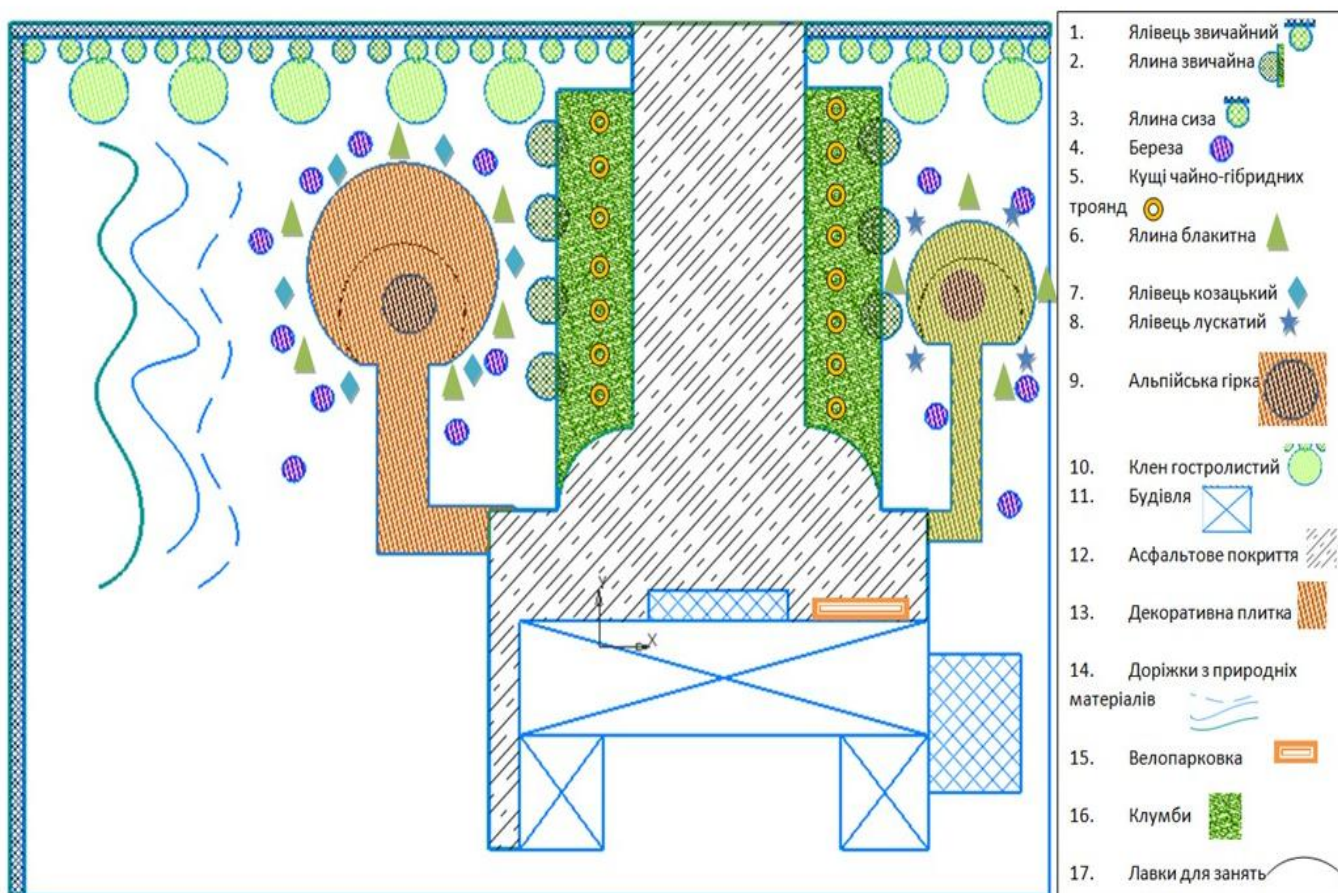 Y
X
1. Ялівець звичайний
2. Ялина звичайна
3. Ялина сиза
4. Береза
5. Кущі чайно-гібридних
троянд
6. Ялина блакитна
7. Ялівець козацький
8. Ялівець лускатий
9. Альпійська гірка
10. Клен гостролистий
11. Будівля
12. Асфальтове покриття
13. Декоративна плитка
14. Доріжки з природніх
матеріалів
15. Велопарковка
16. Клумби
17. Лавки для занять